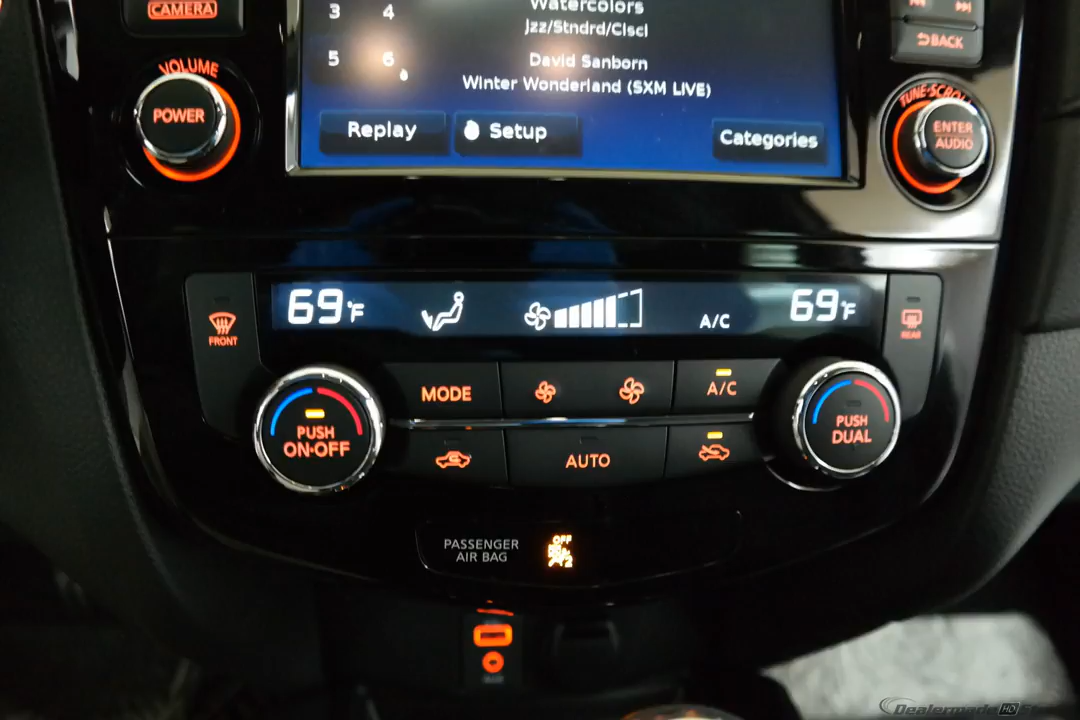 CAMERA
3 4
Watercolors
Jzz/Stndrd/Clscl
5 6
David Sanborn
Winter Wonderland (SXM LIVE)
Replay
Setup
Categories
VOLUME
POWER
BACK
TUNE·SCROLL
ENTER
AUDIO
69°F
A/C
69°F
FRONT
REAR
MODE
A/C
PUSH
ON·OFF
AUTO
PUSH
DUAL
PASSENGER
AIR BAG
OFF
Dealermade HD